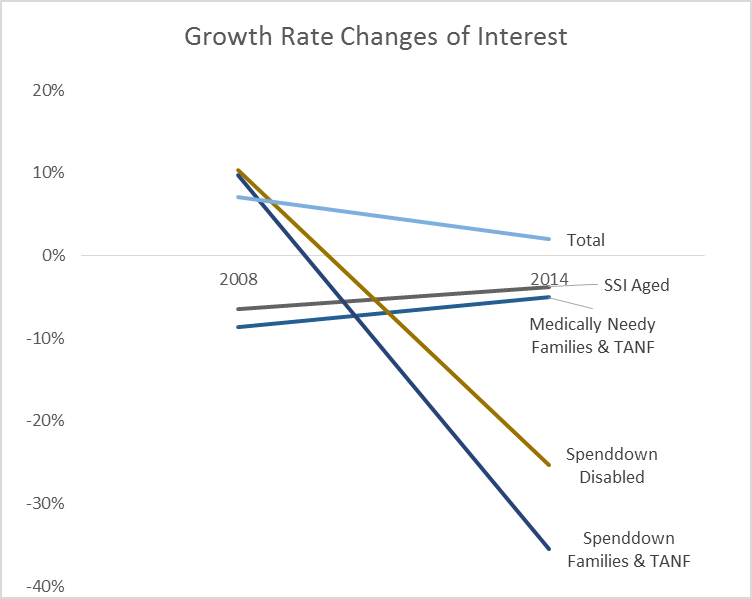 Growth Rate Changes of Interest
20%
10%
0%
-10%
-20%
-30%
-40%
2008
2014
Total
SSI Aged
Medically Needy
Families & TANF
Spenddown
Disabled
Spenddown
Families & TANF